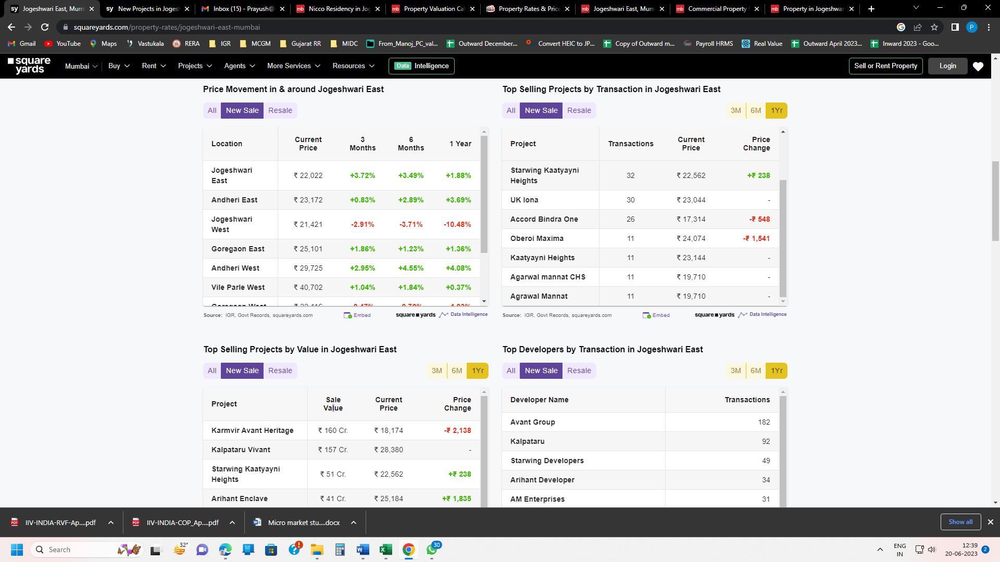 Jogeshwari East, Mum
New Projects in Jogesh
Inbox (15) - Prayush@
Nicco Residency in Jog
Property Valuation Cal
Property Rates & Price
Jogeshwari East, Mum
Commercial Property
Property in Jogeshwar
squareyards.com/property-rates/jogeshwari-east-mumbai
Gmail YouTube Maps Vastukala RERA IGR MCGM Gujarat RR MIDC From_Manoj_PC_val... Outward December... Convert HEIC to JP... Copy of Outward m... Payroll HRMS Real Value Outward April 2023... Inward 2023 - Goo...
square yards
Mumbai Buy Rent Projects Agents More Services Resources Data Intelligence Sell or Rent Property Login
Price Movement in & around Jogeshwari East
All New Sale Resale
Location Current Price 3 Months 6 Months 1 Year
Jogeshwari East ₹ 22,022 +3.72% +3.49% +1.88%
Andheri East ₹ 23,172 +0.83% +2.89% +3.69%
Jogeshwari West ₹ 21,421 -2.91% -3.71% -10.48%
Goregaon East ₹ 25,101 +1.86% +1.23% +1.36%
Andheri West ₹ 29,725 +2.95% +4.55% +4.08%
Vile Parle West ₹ 40,702 +1.04% +1.84% +0.37%
Source: IGR, Govt Records, squareyards.com Embed square yards Data Intelligence
Top Selling Projects by Transaction in Jogeshwari East
All New Sale Resale 3M 6M 1Yr
Project Transactions Current Price Price Change
Starwing Kaatyayni Heights 32 ₹ 22,562 +₹ 238
UK Iona 30 ₹ 23,044 -
Accord Bindra One 26 ₹ 17,314 -₹ 548
Oberoi Maxima 11 ₹ 24,074 -₹ 1,541
Kaatyayni Heights 11 ₹ 23,144 -
Agarwal mannat CHS 11 ₹ 19,710 -
Agrawal Mannat 11 ₹ 19,710 -
Source: IGR, Govt Records, squareyards.com Embed square yards Data Intelligence
Top Selling Projects by Value in Jogeshwari East
All New Sale Resale 3M 6M 1Yr
Project Sale Value Current Price Price Change
Karmvir Avant Heritage ₹ 160 Cr. ₹ 18,174 -₹ 2,138
Kalpataru Vivant ₹ 157 Cr. ₹ 28,380 -
Starwing Kaatyayni Heights ₹ 51 Cr. ₹ 22,562 +₹ 238
Arihant Enclave ₹ 41 Cr. ₹ 25,184 +₹ 1,835
Top Developers by Transaction in Jogeshwari East
All New Sale Resale 3M 6M 1Yr
Developer Name Transactions
Avant Group 182
Kalpataru 92
Starwing Developers 49
Arihant Developer 34
AM Enterprises 31
IIV-INDIA-RVF-Ap....pdf IIV-INDIA-COP_Ap....pdf Micro market stu....docx Show all
Search 32° 30 ENG IN 12:39 20-06-2023 2